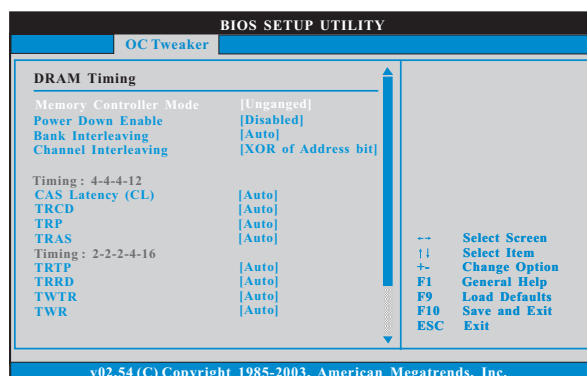 BIOS SETUP UTILITY
OC Tweaker
DRAM Timing
Memory Controller Mode [Unganged]
Power Down Enable [Disabled]
Bank Interleaving [Auto]
Channel Interleaving [XOR of Address bit]
Timing : 4-4-4-12
CAS Latency (CL) [Auto]
TRCD [Auto]
TRP [Auto]
TRAS [Auto]
Timing : 2-2-2-4-16
TRTP [Auto]
TRRD [Auto]
TWTR [Auto]
TWR [Auto]
←→ Select Screen
↑↓ Select Item
+- Change Option
F1 General Help
F9 Load Defaults
F10 Save and Exit
ESC Exit
v02.54 (C) Copyright 1985-2003, American Megatrends, Inc.